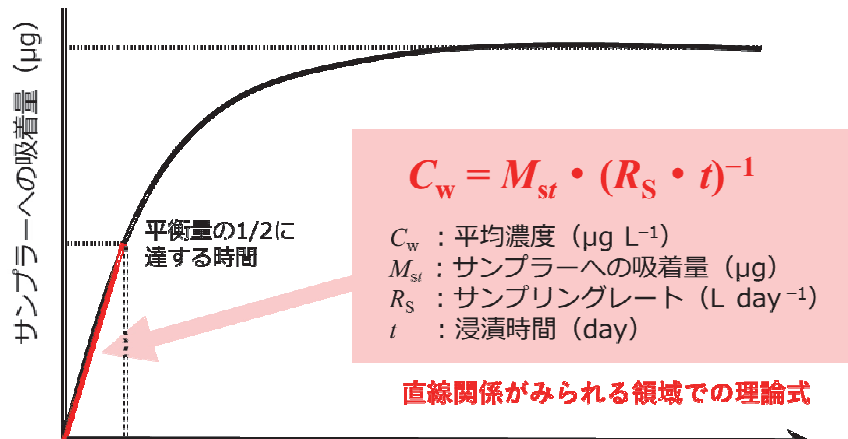 サンプラーへの吸着量（μg）
平衡量の1/2に
達する時間
Cw = Mst・(RS・t)−1
Cw ：平均濃度（μg L−1）
Mst ：サンプラーへの吸着量（μg）
RS ：サンプリングレート（L day−1）
t ：浸漬時間（day）
直線関係がみられる領域での理論式